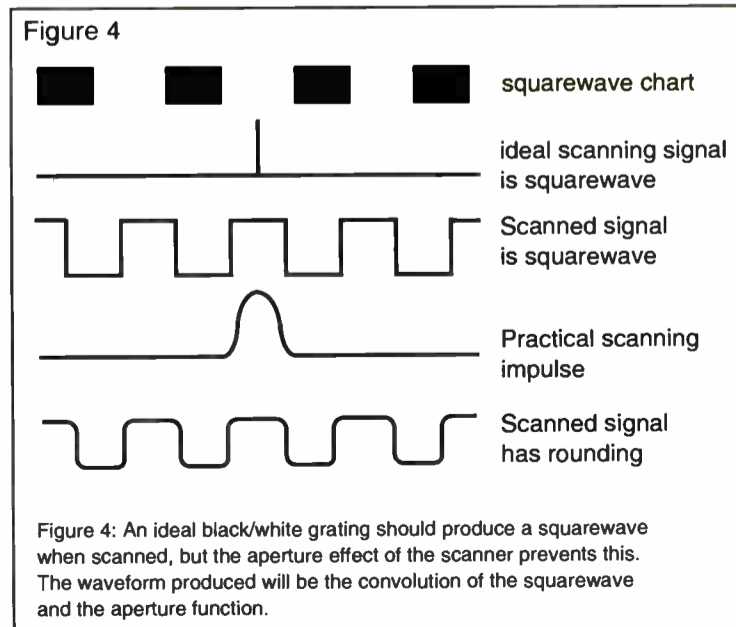 Figure 4
squarewave chart
ideal scanning signal
is squarewave
Scanned signal
is squarewave
Practical scanning
impulse
Scanned signal
has rounding
Figure 4: An ideal black/white grating should produce a squarewave
when scanned, but the aperture effect of the scanner prevents this.
The waveform produced will be the convolution of the squarewave
and the aperture function.